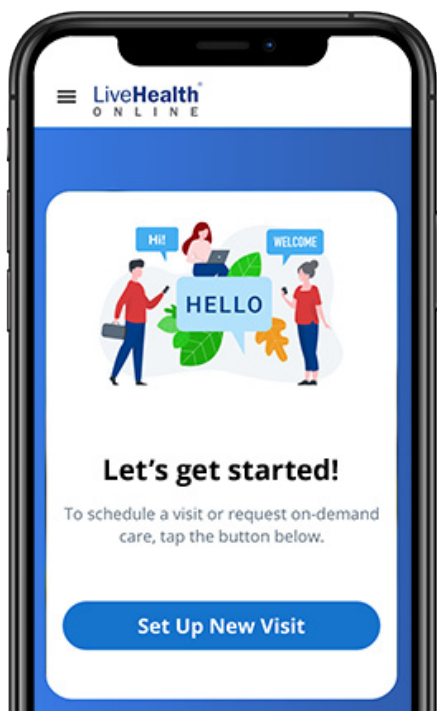 LiveHealth®
ONLINE
Hi!
WELCOME
HELLO
Let's get started!
To schedule a visit or request on-demand
care, tap the button below.
Set Up New Visit